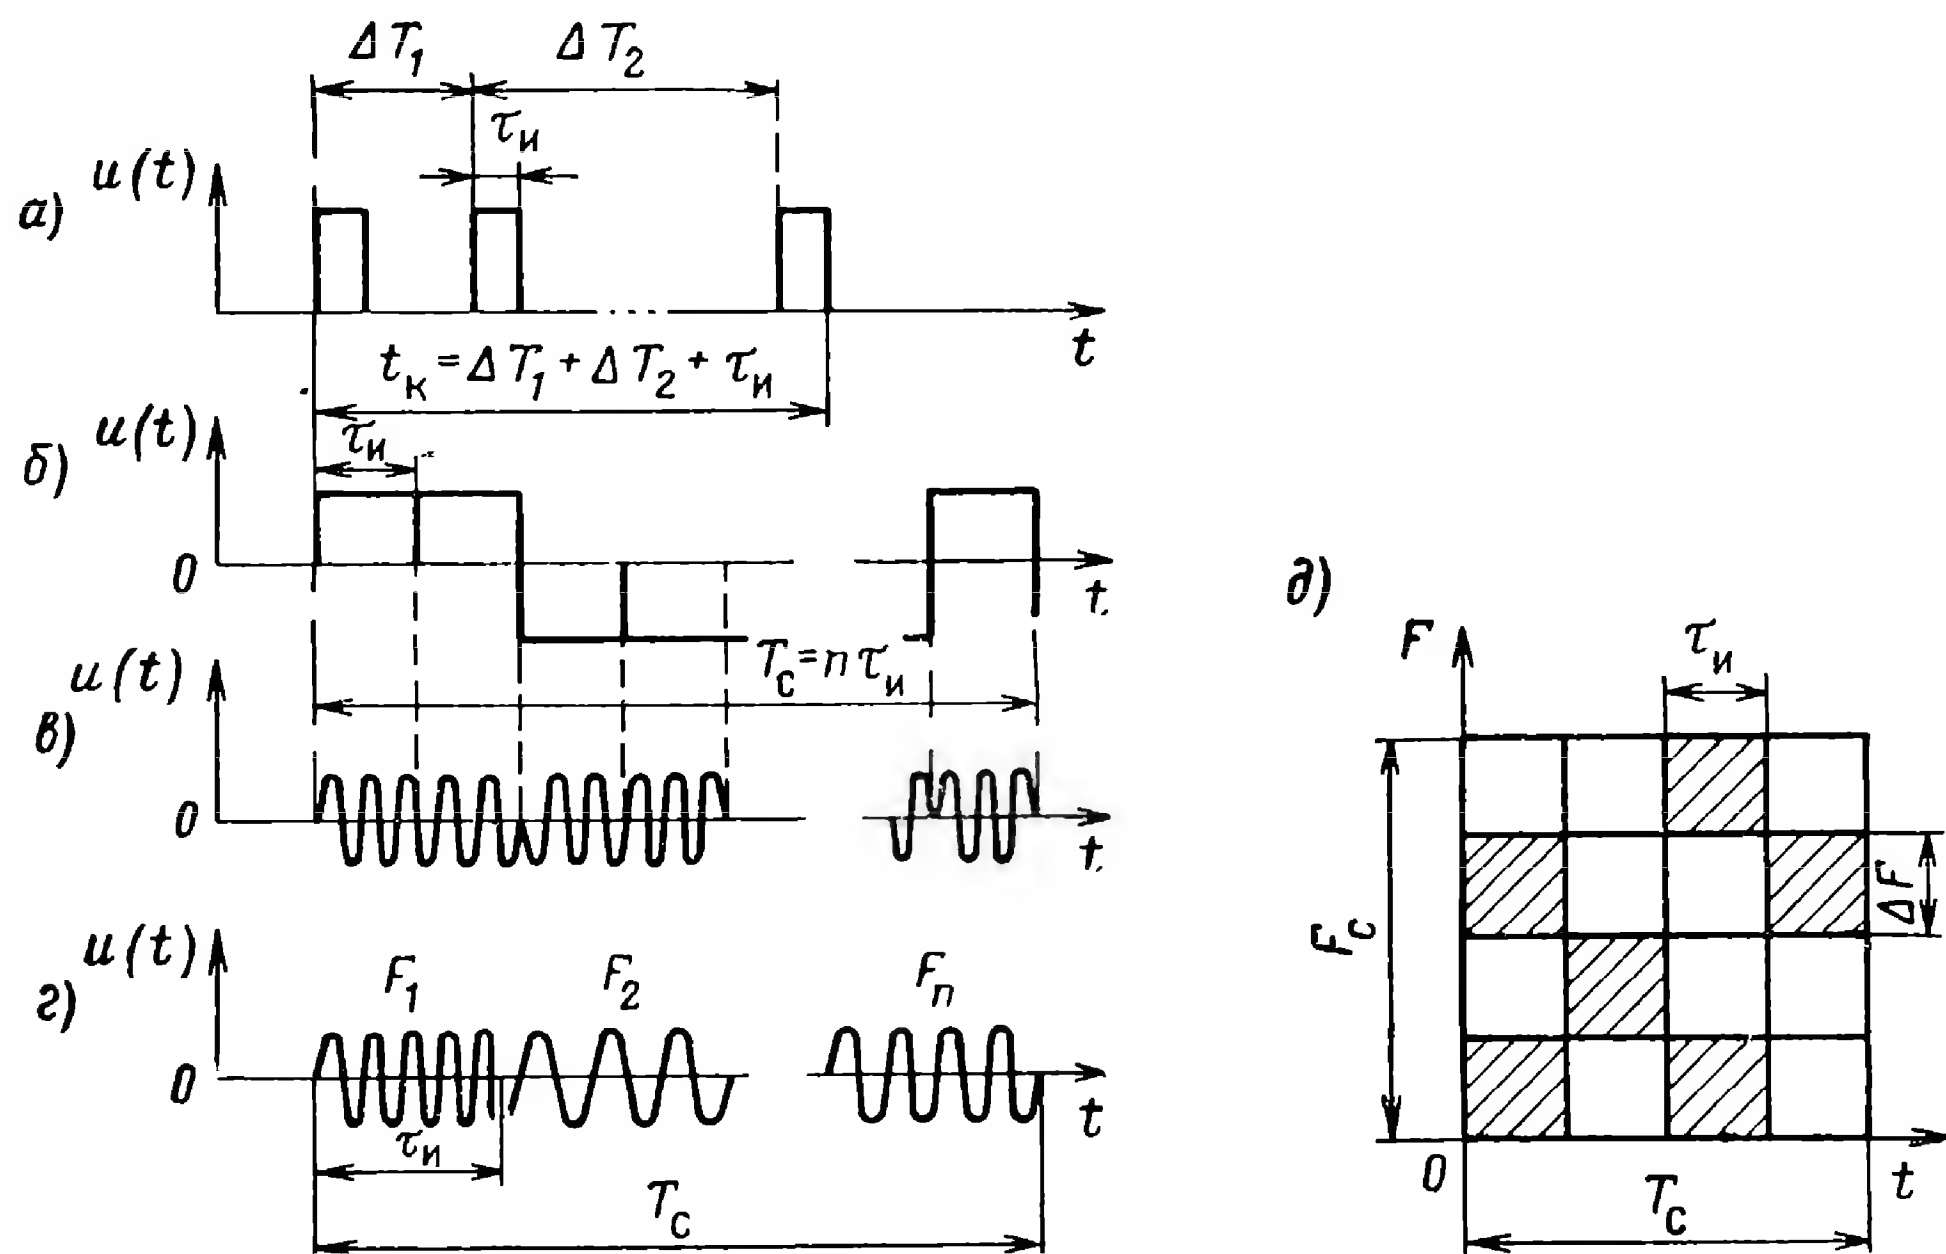 ΔT₁ ΔT₂
τи
u(t)
а)
t
tк = ΔT₁ + ΔT₂ + τи
u(t)
τи
б)
0
t
Tс = n τи
u(t)
в)
0
t
u(t)
F₁ F₂ Fn
г)
0
t
τи
Tс
д)
F
τи
ΔF
Fс
0
t
Tс